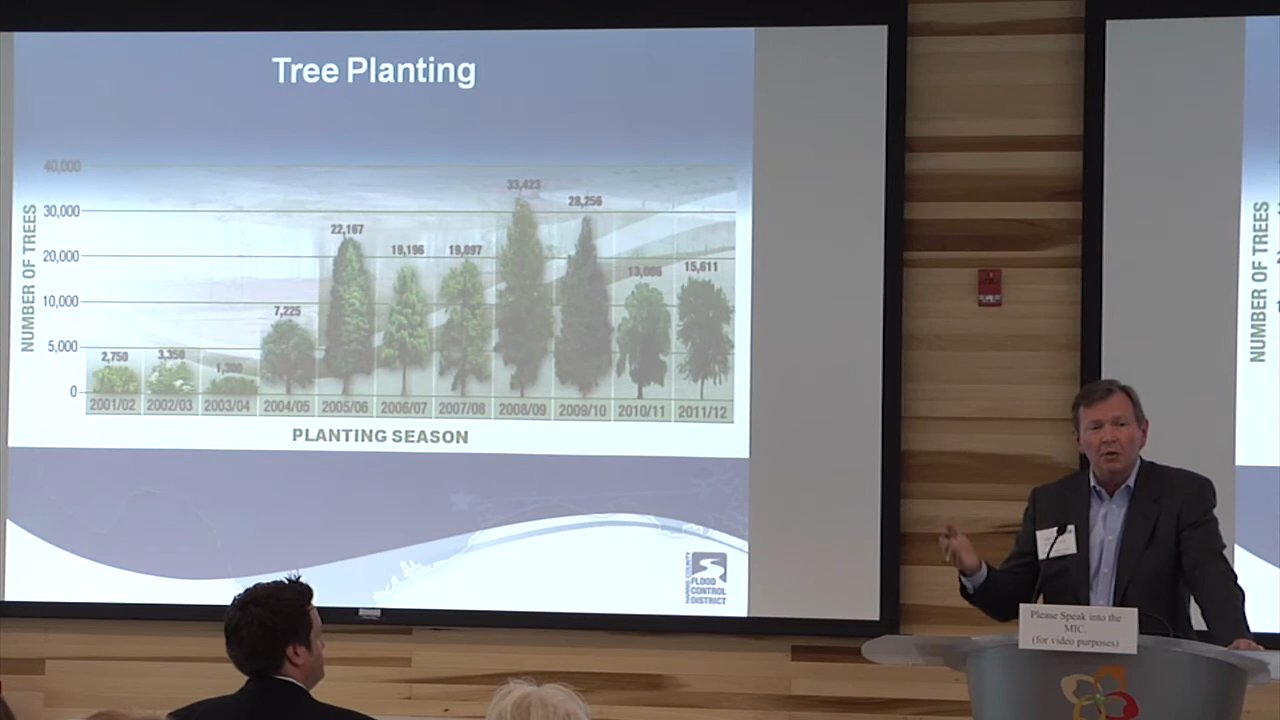 Tree Planting
NUMBER OF TREES
40,000
30,000
20,000
10,000
5,000
0
2,750
3,350
1,300
7,225
22,167
19,196
19,897
33,423
28,256
13,086
15,611
2001/02 2002/03 2003/04 2004/05 2005/06 2006/07 2007/08 2008/09 2009/10 2010/11 2011/12
PLANTING SEASON
HARRIS COUNTY
FLOOD
CONTROL
DISTRICT
NUMBER OF TREES
Please Speak into the
MIC.
(for video purposes)